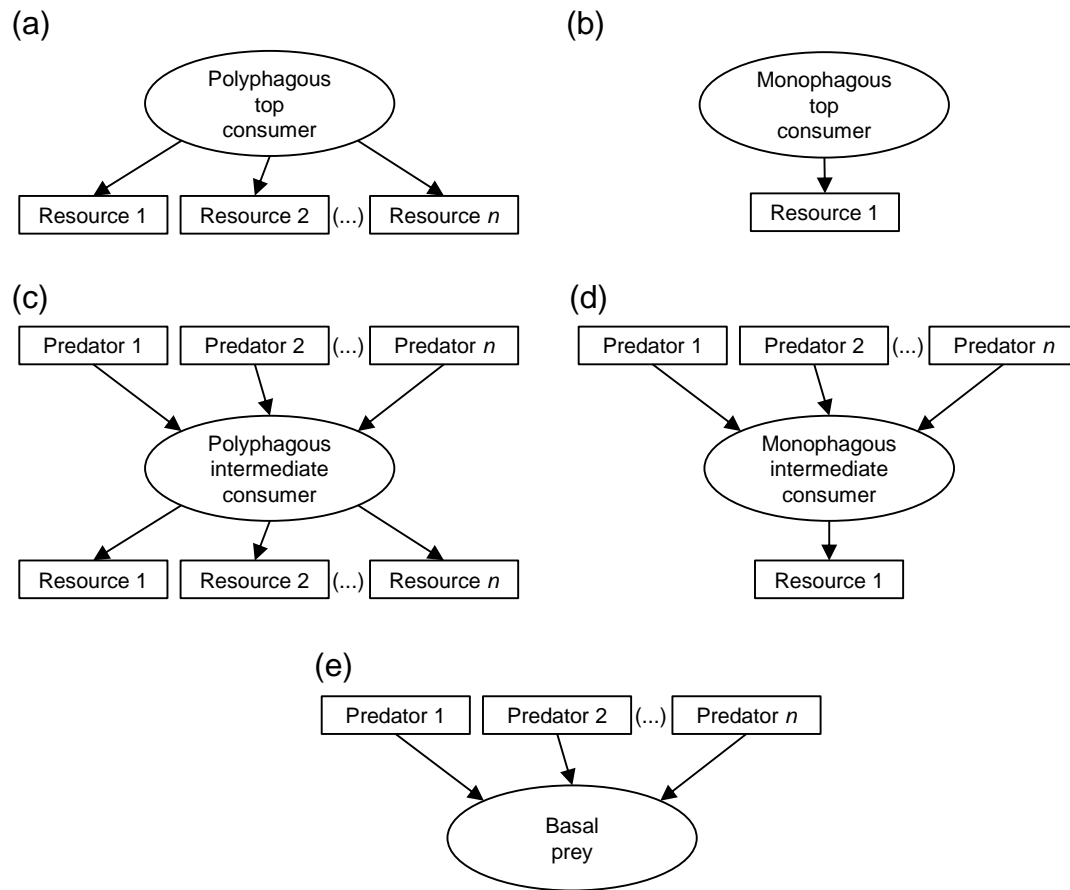 (a)
Polyphagous
top
consumer
Resource 1
Resource 2
(...)
Resource n
(b)
Monophagous
top
consumer
Resource 1
(c)
Predator 1
Predator 2
(...)
Predator n
Polyphagous
intermediate
consumer
Resource 1
Resource 2
(...)
Resource n
(d)
Predator 1
Predator 2
(...)
Predator n
Monophagous
intermediate
consumer
Resource 1
(e)
Predator 1
Predator 2
(...)
Predator n
Basal
prey